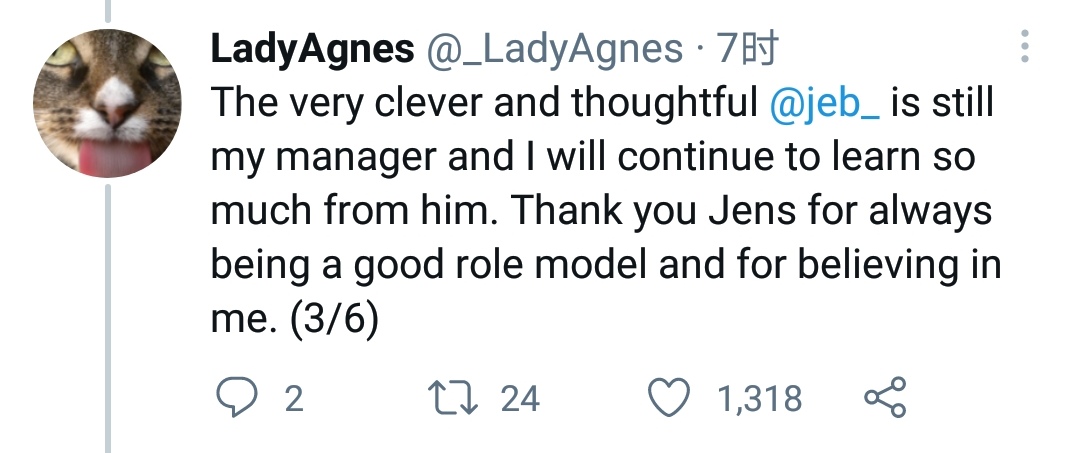 LadyAgnes @_LadyAgnes · 7时
The very clever and thoughtful @jeb_ is still
my manager and I will continue to learn so
much from him. Thank you Jens for always
being a good role model and for believing in
me. (3/6)
2 24 1,318